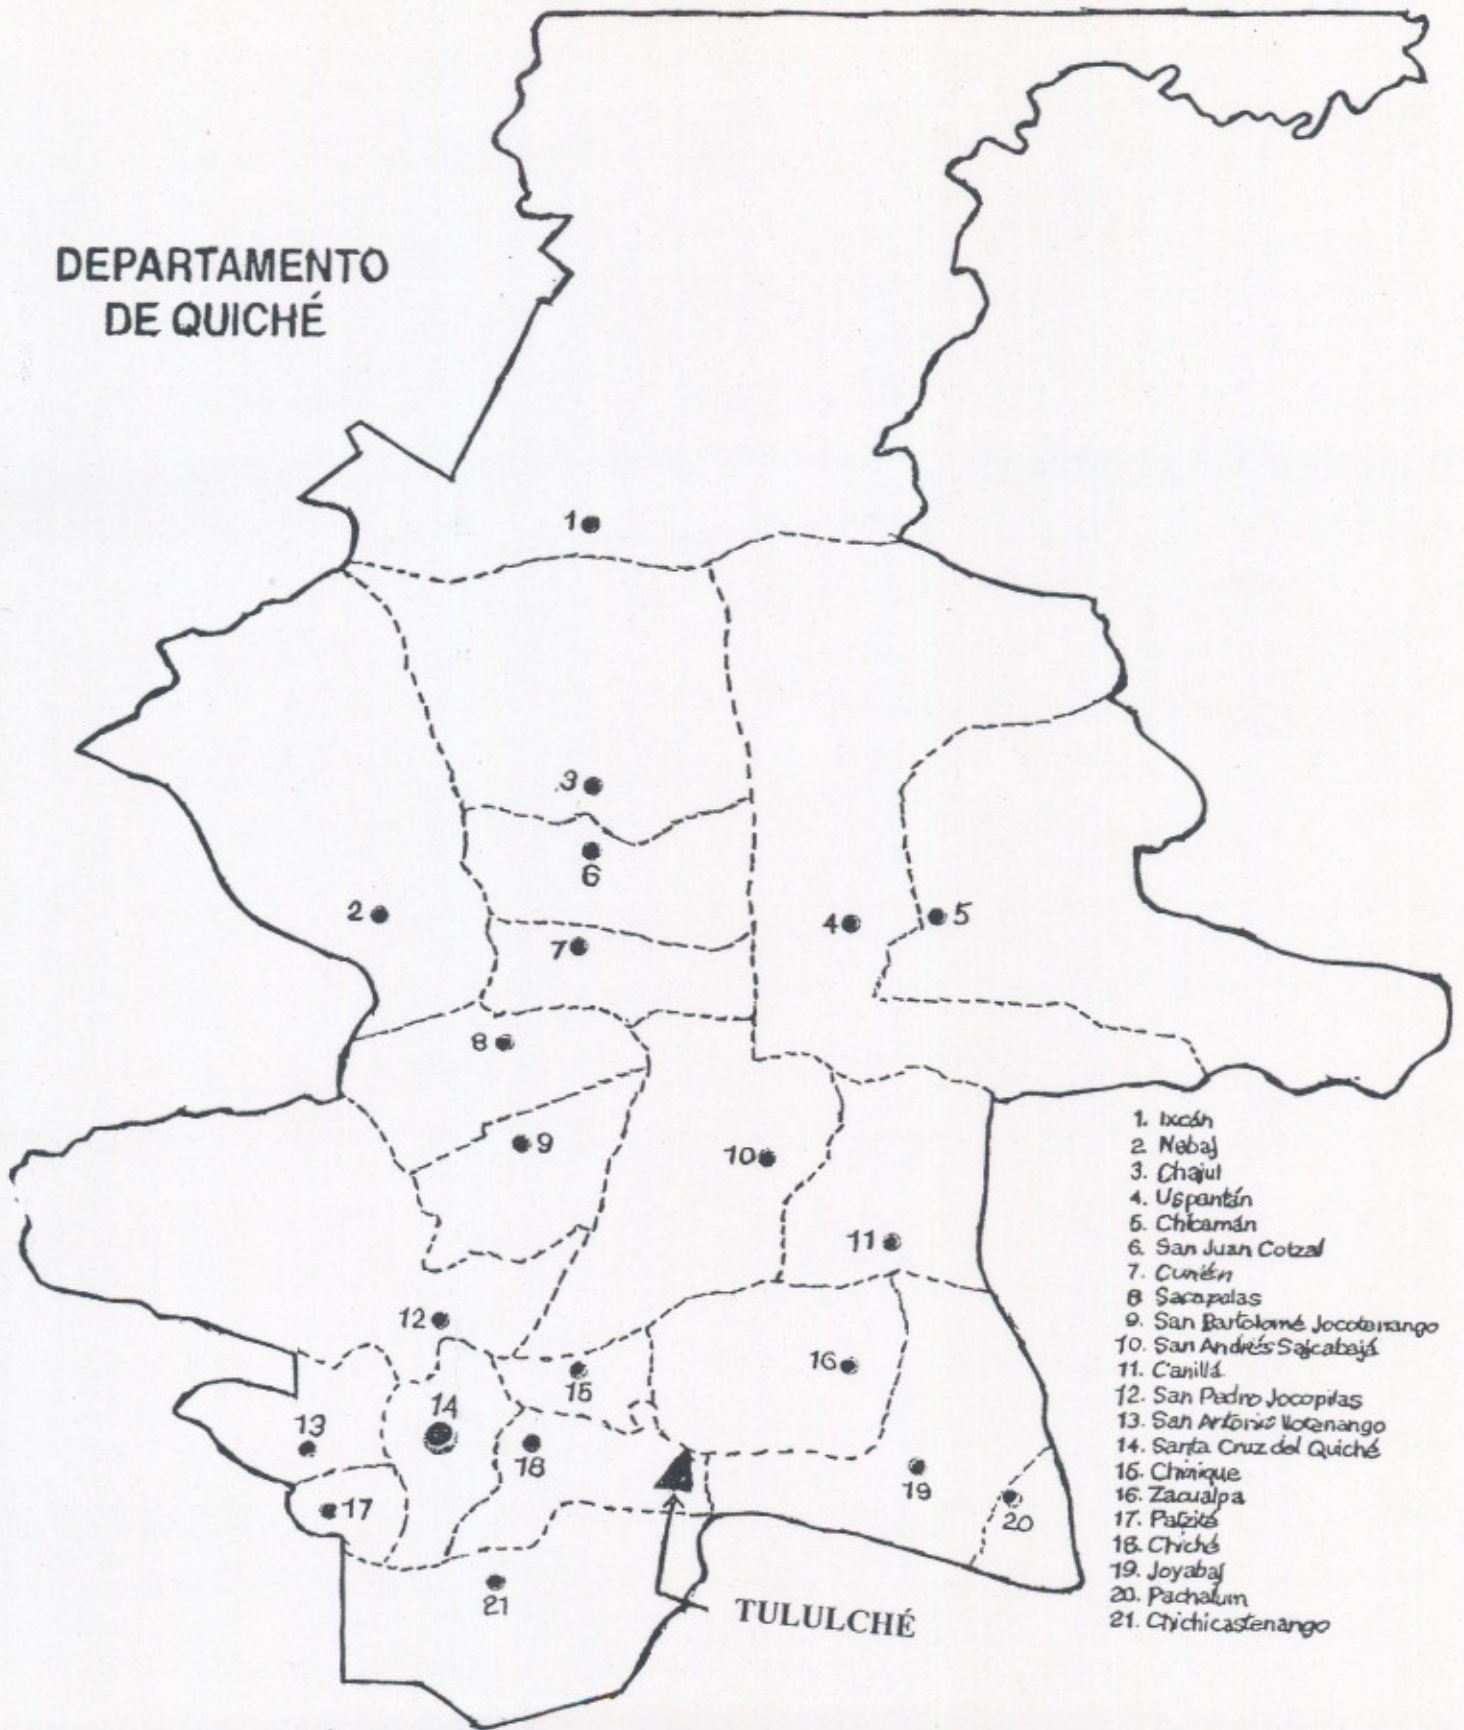 DEPARTAMENTO
DE QUICHÉ
1
3
6
2
4
5
7
8
9
10
11
12
16
15
14
13
18
19
17
20
21
TULULCHÉ
1. Ixcán
2. Nebaj
3. Chajul
4. Uspantán
5. Chicamán
6. San Juan Cotzal
7. Cunén
8 Sacapulas
9. San Bartolomé Jocotenango
10. San Andrés Sajcabajá
11. Canillá
12. San Pedro Jocopilas
13. San Antonio Ilotenango
14. Santa Cruz del Quiché
15. Chinique
16. Zacualpa
17. Patzité
18. Chiché
19. Joyabaj
20. Pachalum
21. Chichicastenango